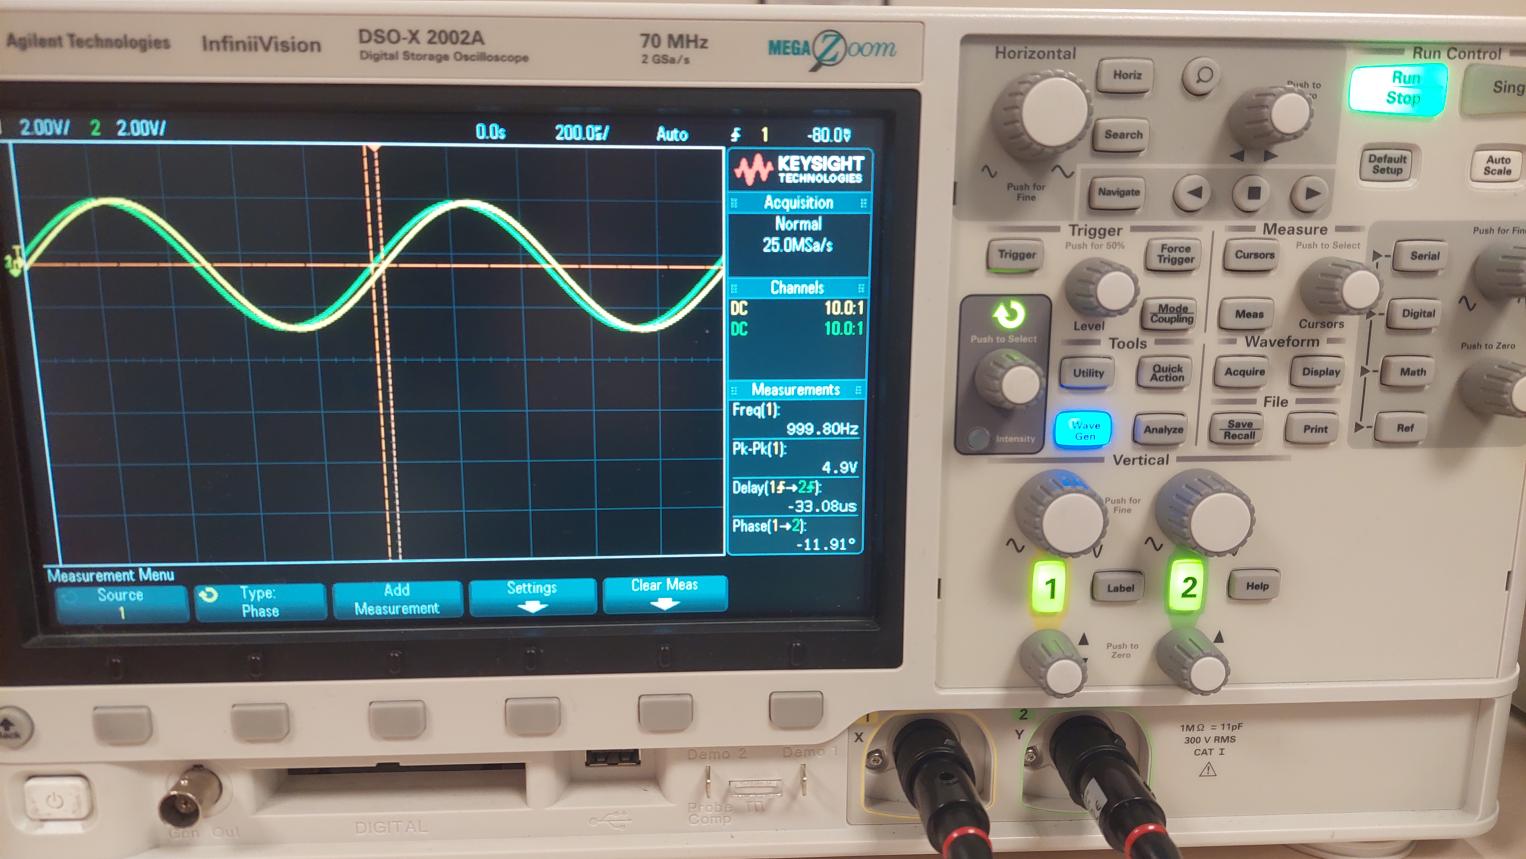 Agilent Technologies InfiniiVision DSO-X 2002A 70 MHz MEGA Zoom
Digital Storage Oscilloscope 2 GSa/s
2.00V/ 2 2.00V/ 0.0s 200.0s/ Auto 1 -80.0
KEYSIGHT
TECHNOLOGIES
Acquisition
Normal
25.0MSa/s
Channels
DC 10.0:1
DC 10.0:1
Measurements
Freq(1):
999.80Hz
Pk-Pk(1):
4.9V
Delay(1→2):
-33.08us
Phase(1→2):
-11.91°
Measurement Menu
Source
1
Type:
Phase
Add
Measurement
Settings
Clear Meas
Horizontal
Horiz
Search
Navigate
Push for
Fine
Push to
Run Control
Run
Stop
Sing
Default
Setup
Auto
Scale
Trigger
Push for 50%
Trigger
Force
Trigger
Level
Mode
Coupling
Measure
Push to Select
Cursors
Meas
Cursors
Push to Select
Intensity
Tools
Utility
Quick
Action
Wave
Gen
Analyze
Waveform
Acquire
Display
File
Save
Recall
Print
Serial
Digital
Math
Ref
Push for Fine
Push to Zero
Vertical
Push for
Fine
1
Label
2
Help
Push to
Zero
Back
Gen Out
DIGITAL
Demo 2
Demo 1
Probe
Comp
1
X
2
Y
1MΩ = 11pF
300 V RMS
CAT I